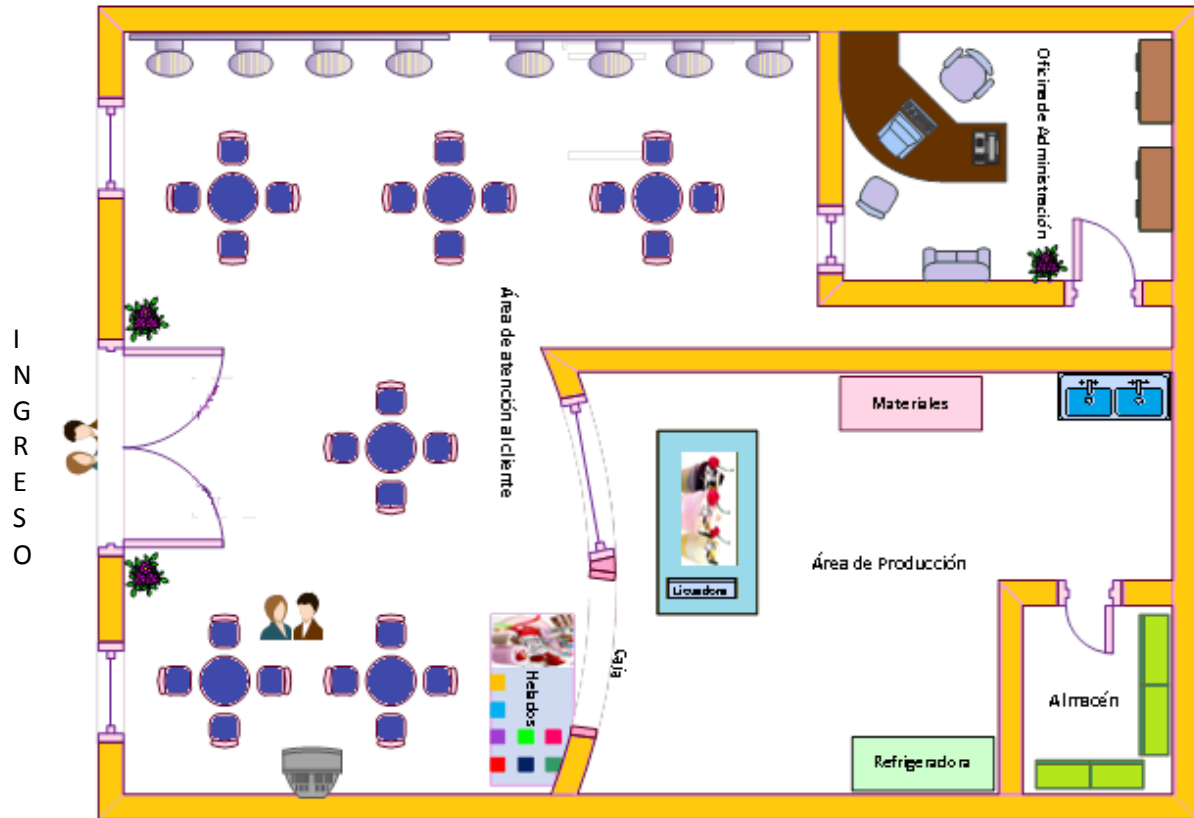 INGRESO
Oficina de Administración
Área de atención al cliente
Materiales
Licuadora
Área de Producción
Caja
Helados
Almacén
Refrigeradora